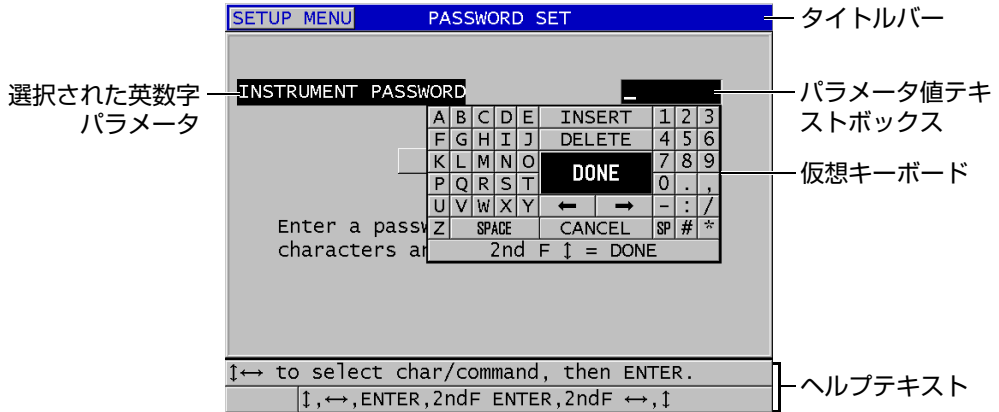 SETUP MENU PASSWORD SET
タイトルバー
選択された英数字
パラメータ
INSTRUMENT PASSWORD _
パラメータ値テキ
ストボックス
A B C D E INSERT 1 2 3
F G H I J DELETE 4 5 6
K L M N O DONE 7 8 9
P Q R S T 0 . ,
仮想キーボード
U V W X Y ← → - : /
Z SPACE CANCEL SP # *
2nd F ↕ = DONE
Enter a passw
characters ar
↕↔ to select char/command, then ENTER.
↕,↔,ENTER,2ndF ENTER,2ndF ↔,↕
ヘルプテキスト